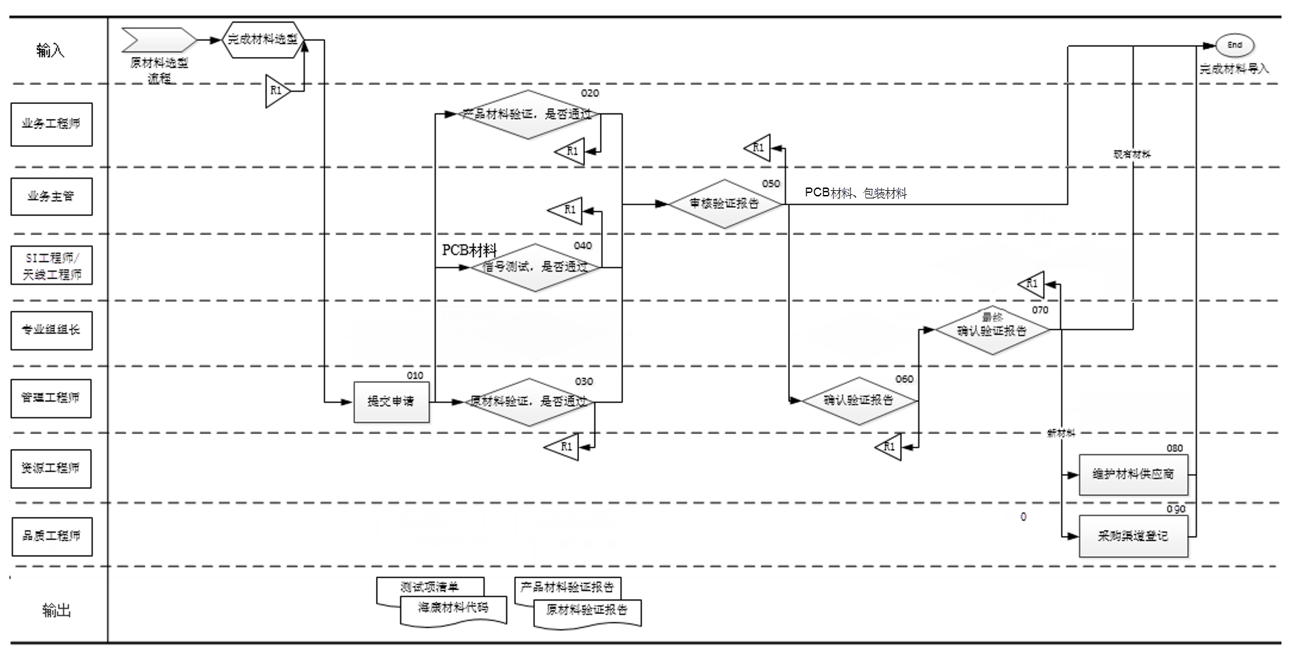 输入
原材料选型
流程
完成材料选型
R1
End
完成材料导入
业务工程师
020
产品材料验证，是否通过
R1
R1
现有材料
业务主管
R1
050
审核验证报告
PCB材料、包装材料
SI工程师/
天线工程师
PCB材料
040
信号测试，是否通过
R1
专业组组长
070
最终
确认验证报告
管理工程师
010
提交申请
030
原材料验证，是否通过
060
确认验证报告
R1
R1
新材料
资源工程师
080
维护材料供应商
品质工程师
0
090
采购渠道登记
输出
测试项清单
海康材料代码
产品材料验证报告
原材料验证报告